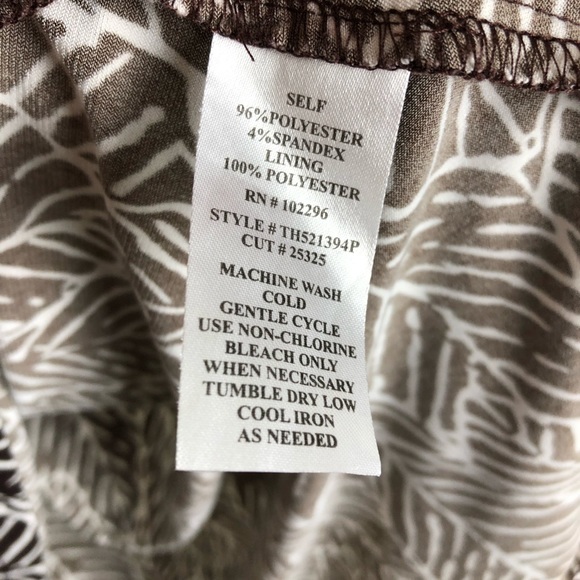 SELF
96%POLYESTER
4%SPANDEX
LINING
100% POLYESTER
RN # 102296
STYLE # TH521394P
CUT # 25325
MACHINE WASH
COLD
GENTLE CYCLE
USE NON-CHLORINE
BLEACH ONLY
WHEN NECESSARY
TUMBLE DRY LOW
COOL IRON
AS NEEDED